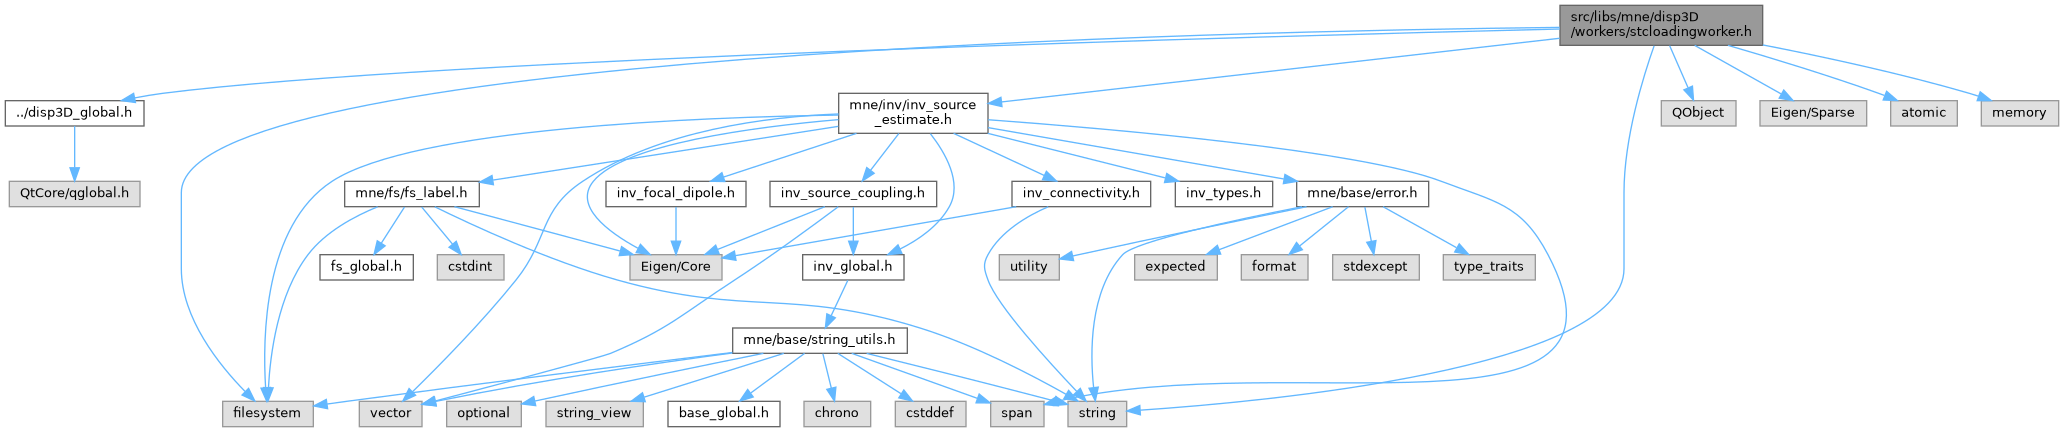 src/libs/mne/disp3D
/workers/stcloadingworker.h
../disp3D_global.h
mne/inv/inv_source
_estimate.h
QObject
Eigen/Sparse
atomic
memory
QtCore/qglobal.h
mne/fs/fs_label.h
inv_focal_dipole.h
inv_source_coupling.h
inv_connectivity.h
inv_types.h
mne/base/error.h
fs_global.h
cstdint
Eigen/Core
inv_global.h
utility
expected
format
stdexcept
type_traits
mne/base/string_utils.h
filesystem
vector
optional
string_view
base_global.h
chrono
cstddef
span
string